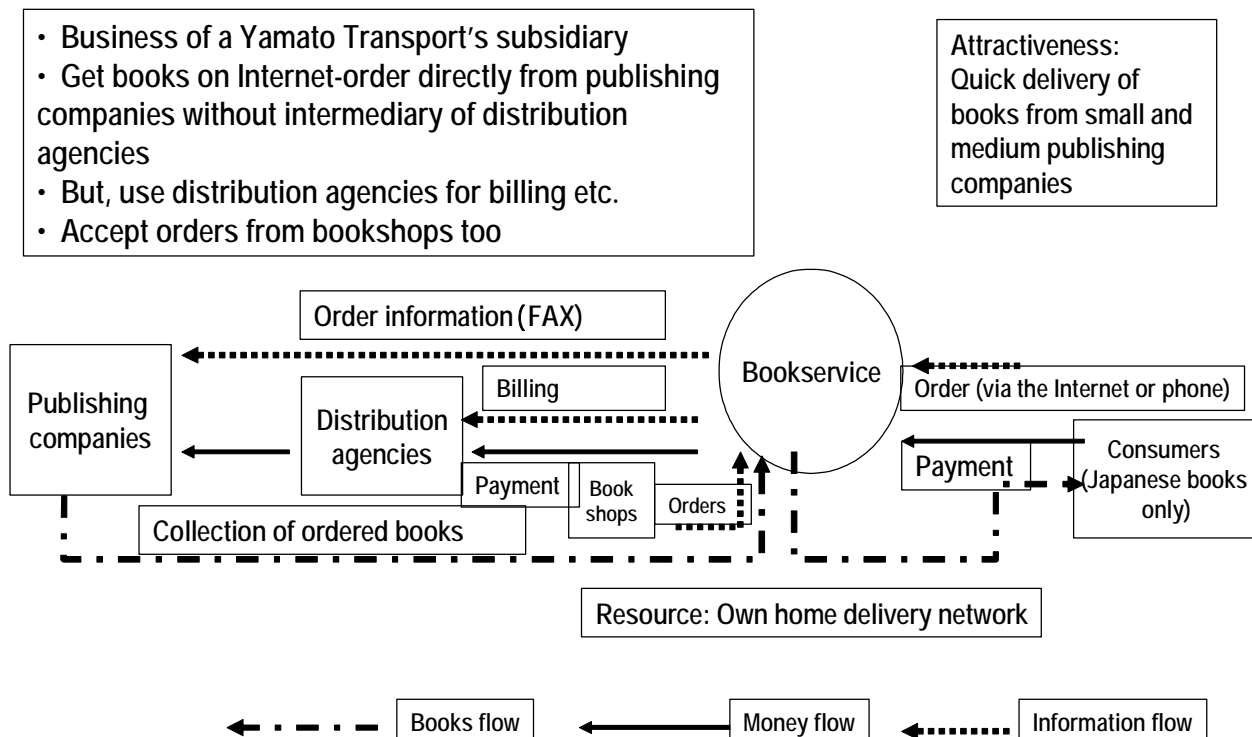 ・ Business of a Yamato Transport's subsidiary
・ Get books on Internet-order directly from publishing
companies without intermediary of distribution
agencies
・ But, use distribution agencies for billing etc.
・ Accept orders from bookshops too
Attractiveness:
Quick delivery of
books from small and
medium publishing
companies
Order information (FAX)
Publishing
companies
Billing
Distribution
agencies
Bookservice
Order (via the Internet or phone)
Payment
Consumers
(Japanese books
only)
Payment
Book
shops
Orders
Collection of ordered books
Resource: Own home delivery network
Books flow
Money flow
Information flow